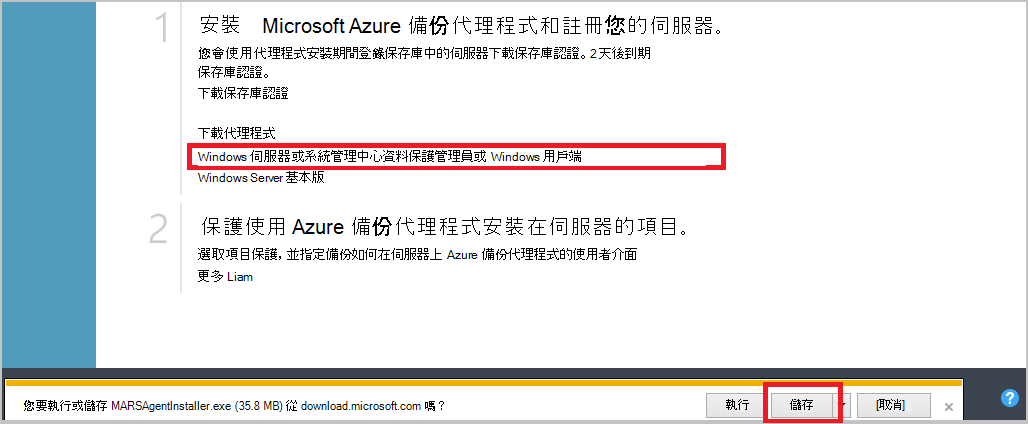 1
安裝 Microsoft Azure 備份代理程式和註冊您的伺服器。
您會使用代理程式安裝期間登錄保存庫中的伺服器下載保存庫認證。2天後到期
保存庫認證。
下載保存庫認證
下載代理程式
Windows 伺服器或系統管理中心資料保護管理員或 Windows 用戶端
Windows Server 基本版
2
保護使用 Azure 備份代理程式安裝在伺服器的項目。
選取項目保護, 並指定備份如何在伺服器上 Azure 備份代理程式的使用者介面
更多 Liam
您要執行或儲存 MARSAgentInstaller.exe (35.8 MB) 從 download.microsoft.com 嗎？
執行
儲存
[取消]
×
?